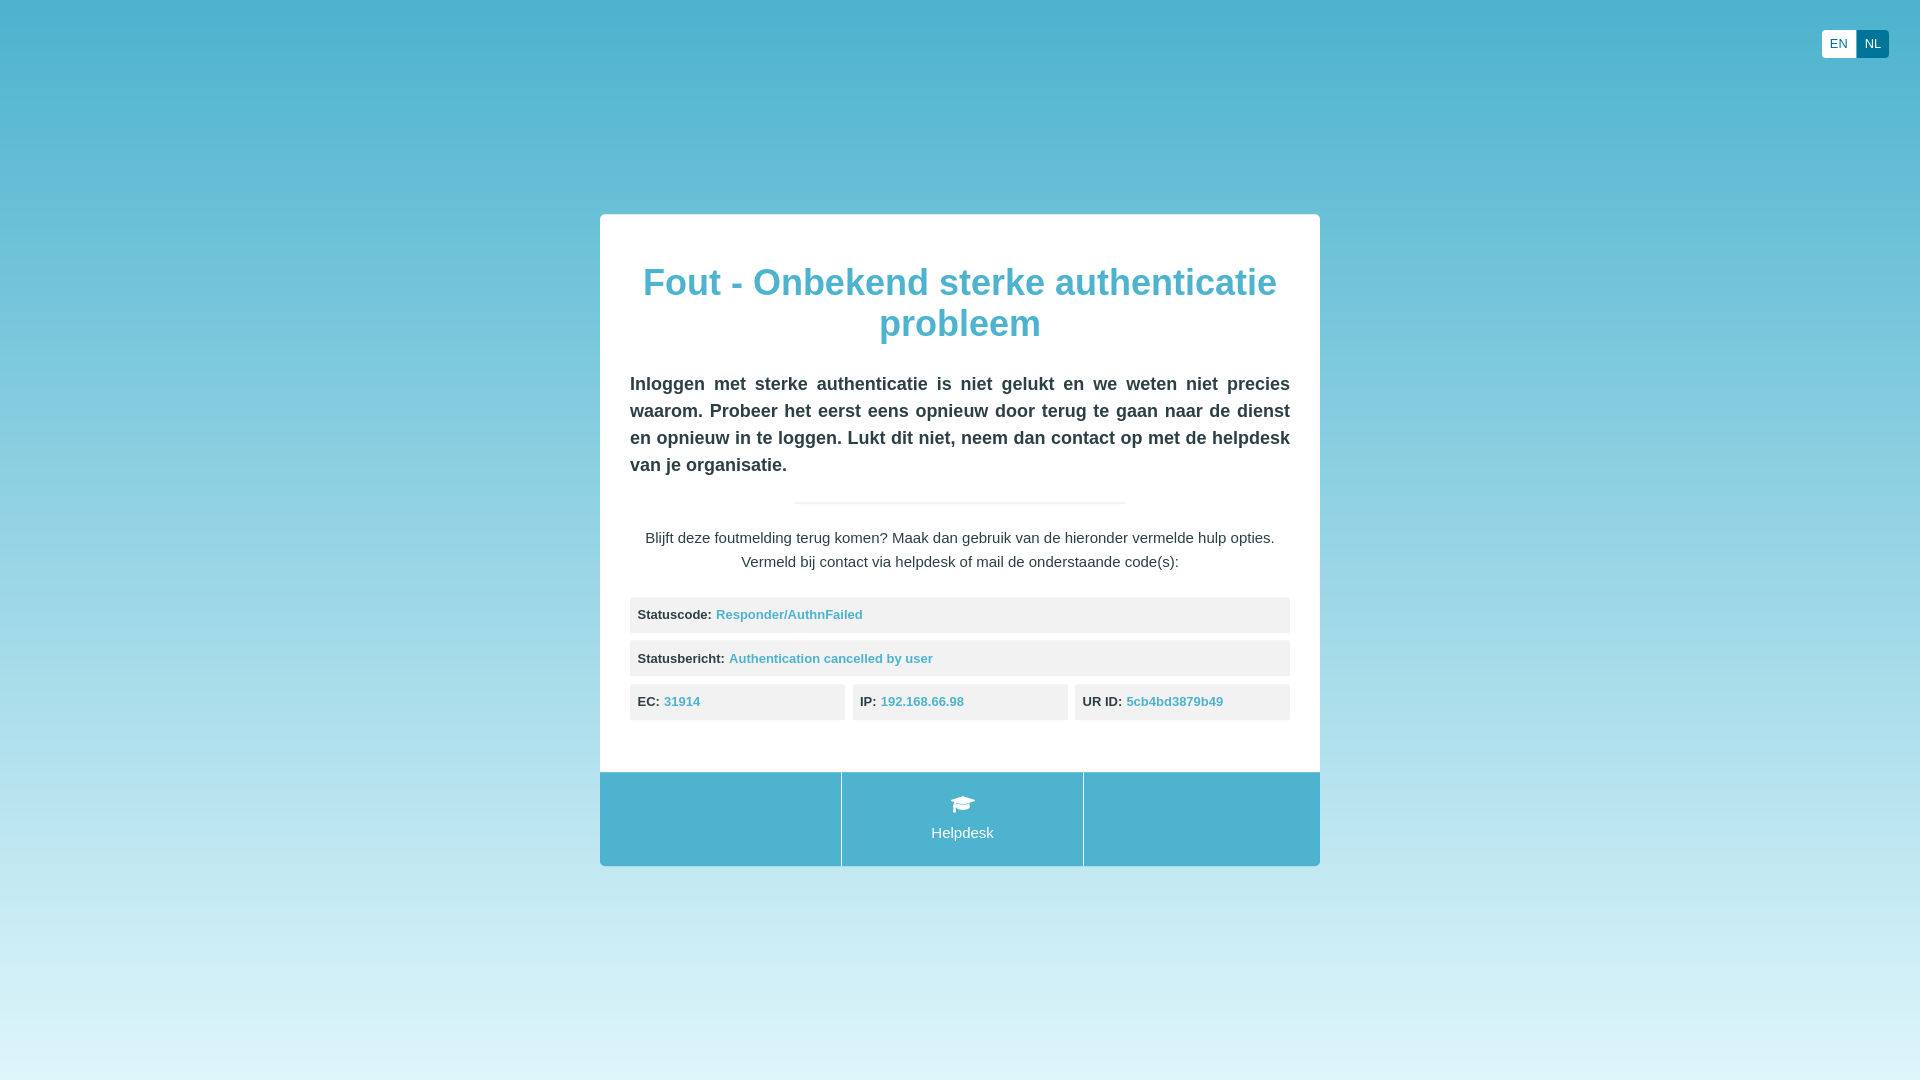 EN NL
Fout - Onbekend sterke authenticatie
probleem
Inloggen met sterke authenticatie is niet gelukt en we weten niet precies
waarom. Probeer het eerst eens opnieuw door terug te gaan naar de dienst
en opnieuw in te loggen. Lukt dit niet, neem dan contact op met de helpdesk
van je organisatie.
Blijft deze foutmelding terug komen? Maak dan gebruik van de hieronder vermelde hulp opties.
Vermeld bij contact via helpdesk of mail de onderstaande code(s):
Statuscode: Responder/AuthnFailed
Statusbericht: Authentication cancelled by user
EC: 31914 IP: 192.168.66.98 UR ID: 5cb4bd3879b49
Helpdesk